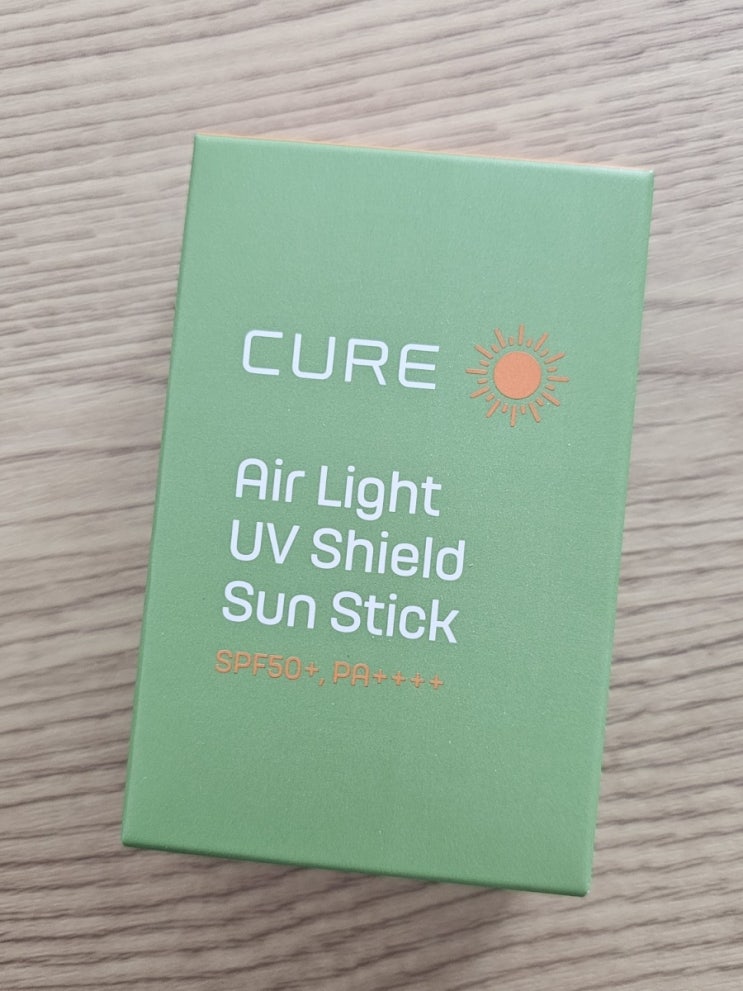 CURE
Air Light
UV Shield
Sun Stick
SPF50+, PA++++